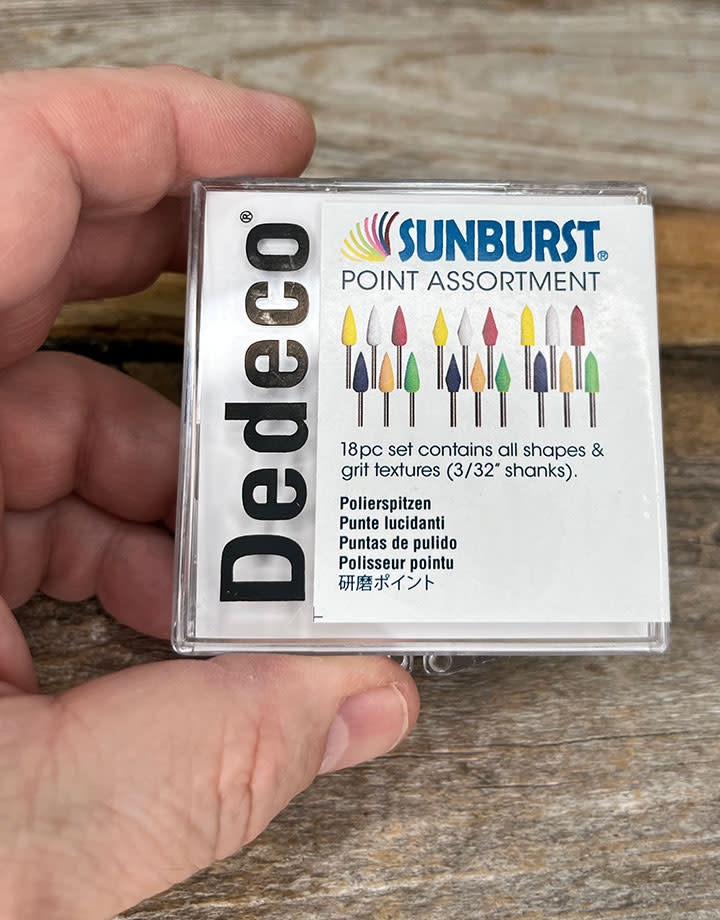 Dedeco®
SUNBURST®
POINT ASSORTMENT
18pc set contains all shapes &
grit textures (3/32" shanks).
Polierspitzen
Punte lucidanti
Puntas de pulido
Polisseur pointu
研磨ポイント